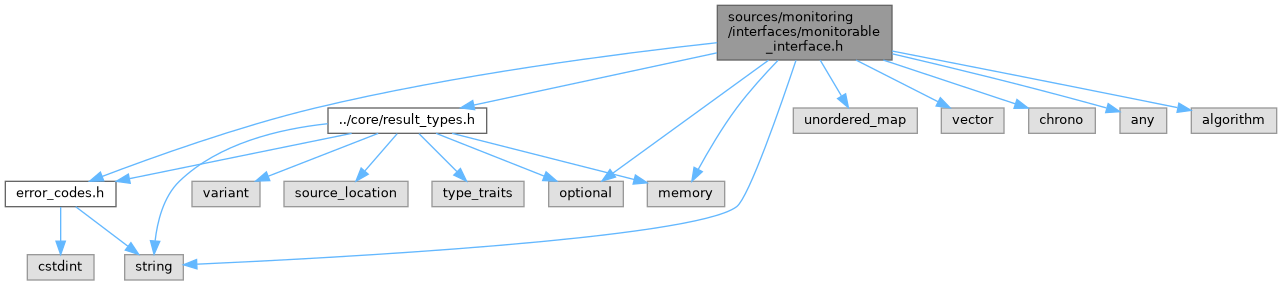 sources/monitoring
/interfaces/monitorable
_interface.h
../core/result_types.h
unordered_map
vector
chrono
any
algorithm
error_codes.h
variant
source_location
type_traits
optional
memory
cstdint
string